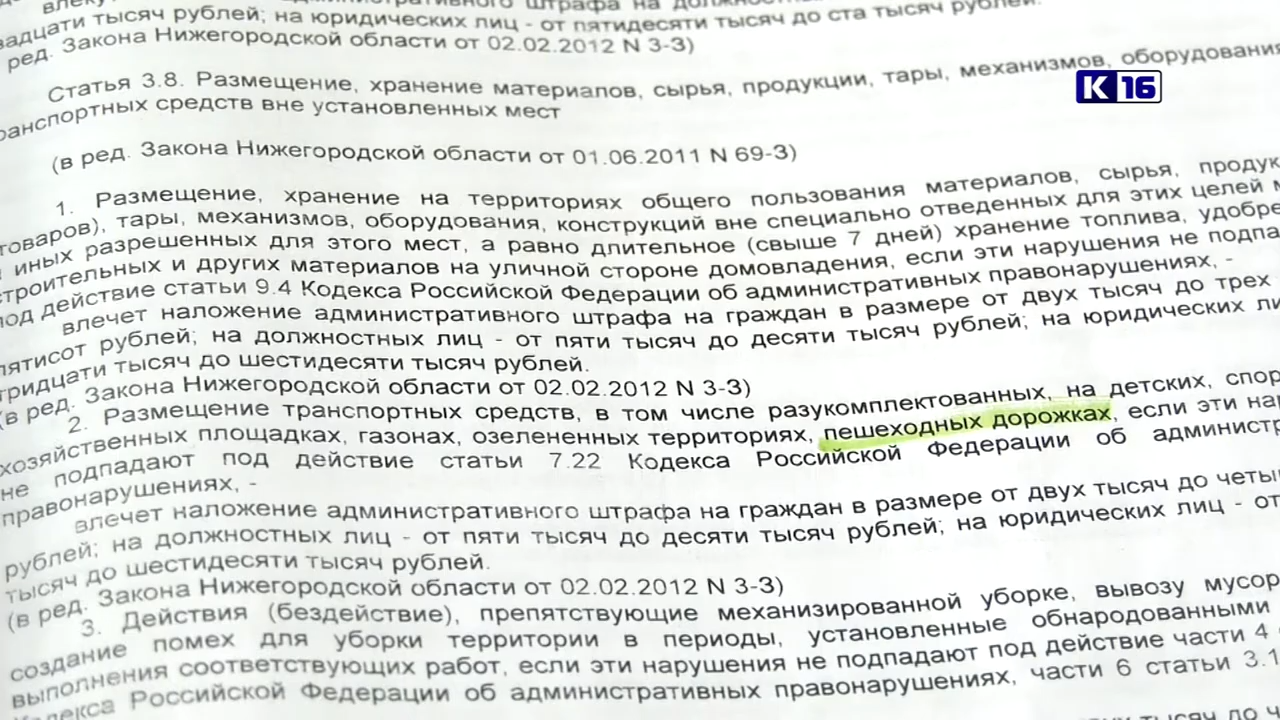 административного штрафа на
тысяч рублей; на юридических лиц - от пятидесяти тысяч до ста тысяч рублей.
ред. Закона Нижегородской области от 02.02.2012 N 3-З)
Статья 3.8. Размещение, хранение материалов, сырья, продукции, тары, механизмов, оборудования
средств вне установленных мест
К 16
(в ред. Закона Нижегородской области от 01.06.2011 N 69-З)
1. Размещение, хранение на территориях общего пользования материалов, сырья,
товаров), тары, механизмов, оборудования, конструкций вне специально отведенных для этих целей
иных разрешенных для этого мест, а равно длительное (свыше 7 дней) хранение топлива,
и других материалов на уличной стороне домовладения, если эти нарушения не
под действие статьи 9.4 Кодекса Российской Федерации об административных правонарушениях, -
влечет наложение административного штрафа на граждан в размере от двух тысяч до трех
пятисот рублей; на должностных лиц - от пяти тысяч до десяти тысяч рублей; на юридических
тридцати тысяч до шестидесяти тысяч рублей.
(в ред. Закона Нижегородской области от 02.02.2012 N 3-З)
2. Размещение транспортных средств, в том числе разукомплектованных, на детских,
хозяйственных площадках, газонах, озелененных территориях, пешеходных дорожках, если эти
не подпадают под действие статьи 7.22 Кодекса Российской Федерации об
правонарушениях, -
влечет наложение административного штрафа на граждан в размере от двух тысяч до
рублей; на должностных лиц - от пяти тысяч до десяти тысяч рублей; на юридических лиц - от
тысяч до шестидесяти тысяч рублей.
(в ред. Закона Нижегородской области от 02.02.2012 N 3-З)
3. Действия (бездействие), препятствующие механизированной уборке, вывозу
создание помех для уборки территории в периоды, установленные обнародованными
выполнения соответствующих работ, если эти нарушения не подпадают под действие части 4
Кодекса Российской Федерации об административных правонарушениях, части 6 статьи 3.1
тысяч до